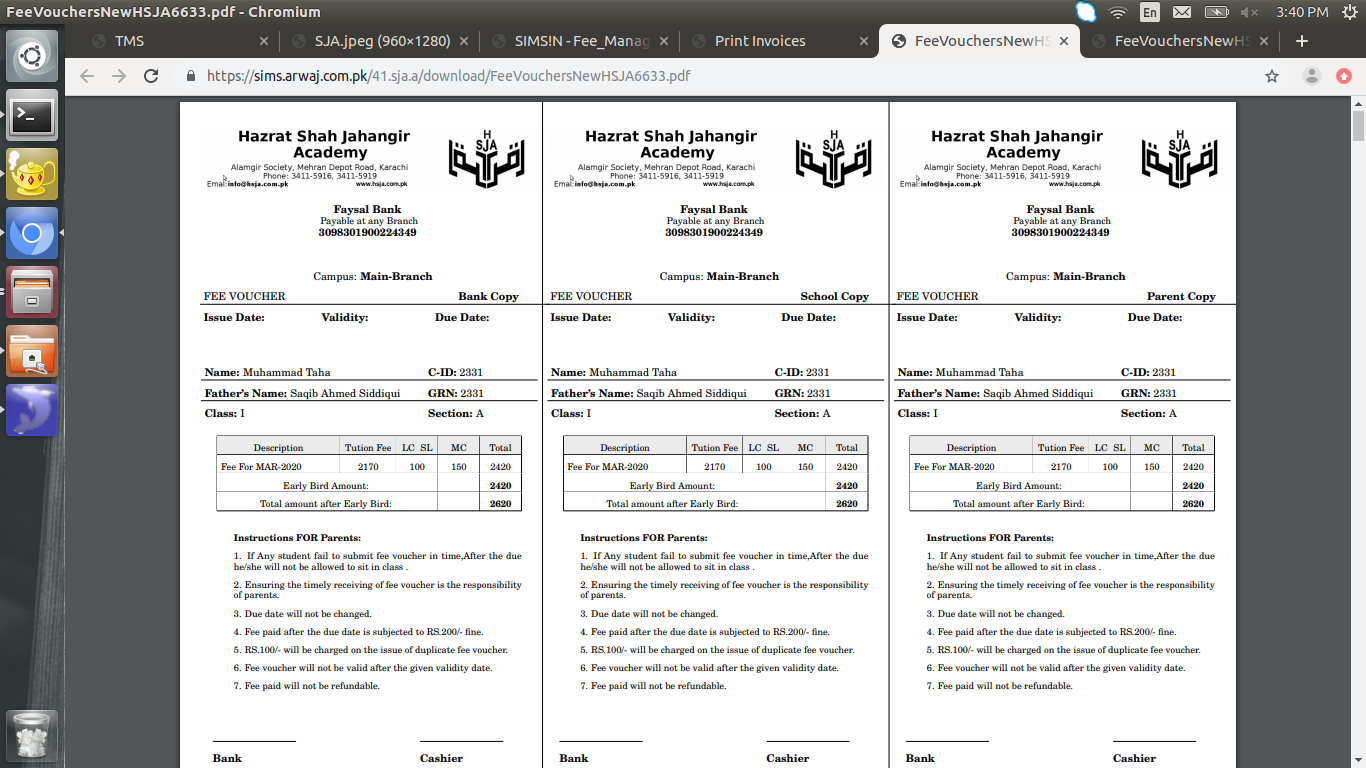 FeeVouchersNewHSJA6633.pdf - Chromium
En
3:40 PM
TMS
SJA.jpeg (960×1280)
SIMS!N - Fee_Manag
Print Invoices
FeeVouchersNewHS
FeeVouchersNewHS
https://sims.arwaj.com.pk/41.sja.a/download/FeeVouchersNewHSJA6633.pdf
Hazrat Shah Jahangir
Academy
Alamgir Society, Mehran Depot Road, Karachi
Phone: 3411-5916, 3411-5919
Email:info@hsja.com.pk www.hsja.com.pk
H
SJA
Faysal Bank
Payable at any Branch
3098301900224349
Campus: Main-Branch
FEE VOUCHER Bank Copy
Issue Date: Validity: Due Date:
Name: Muhammad Taha C-ID: 2331
Father's Name: Saqib Ahmed Siddiqui GRN: 2331
Class: I Section: A
Description Tution Fee LC SL MC Total
Fee For MAR-2020 2170 100 150 2420
Early Bird Amount: 2420
Total amount after Early Bird: 2620
Instructions FOR Parents:
1. If Any student fail to submit fee voucher in time,After the due
he/she will not be allowed to sit in class .
2. Ensuring the timely receiving of fee voucher is the responsibility
of parents.
3. Due date will not be changed.
4. Fee paid after the due date is subjected to RS.200/- fine.
5. RS.100/- will be charged on the issue of duplicate fee voucher.
6. Fee voucher will not be valid after the given validity date.
7. Fee paid will not be refundable.
Bank Cashier
Hazrat Shah Jahangir
Academy
Alamgir Society, Mehran Depot Road, Karachi
Phone: 3411-5916, 3411-5919
Email:info@hsja.com.pk www.hsja.com.pk
H
SJA
Faysal Bank
Payable at any Branch
3098301900224349
Campus: Main-Branch
FEE VOUCHER School Copy
Issue Date: Validity: Due Date:
Name: Muhammad Taha C-ID: 2331
Father's Name: Saqib Ahmed Siddiqui GRN: 2331
Class: I Section: A
Description Tution Fee LC SL MC Total
Fee For MAR-2020 2170 100 150 2420
Early Bird Amount: 2420
Total amount after Early Bird: 2620
Instructions FOR Parents:
1. If Any student fail to submit fee voucher in time,After the due
he/she will not be allowed to sit in class .
2. Ensuring the timely receiving of fee voucher is the responsibility
of parents.
3. Due date will not be changed.
4. Fee paid after the due date is subjected to RS.200/- fine.
5. RS.100/- will be charged on the issue of duplicate fee voucher.
6. Fee voucher will not be valid after the given validity date.
7. Fee paid will not be refundable.
Bank Cashier
Hazrat Shah Jahangir
Academy
Alamgir Society, Mehran Depot Road, Karachi
Phone: 3411-5916, 3411-5919
Email:info@hsja.com.pk www.hsja.com.pk
H
SJA
Faysal Bank
Payable at any Branch
3098301900224349
Campus: Main-Branch
FEE VOUCHER Parent Copy
Issue Date: Validity: Due Date:
Name: Muhammad Taha C-ID: 2331
Father's Name: Saqib Ahmed Siddiqui GRN: 2331
Class: I Section: A
Description Tution Fee LC SL MC Total
Fee For MAR-2020 2170 100 150 2420
Early Bird Amount: 2420
Total amount after Early Bird: 2620
Instructions FOR Parents:
1. If Any student fail to submit fee voucher in time,After the due
he/she will not be allowed to sit in class .
2. Ensuring the timely receiving of fee voucher is the responsibility
of parents.
3. Due date will not be changed.
4. Fee paid after the due date is subjected to RS.200/- fine.
5. RS.100/- will be charged on the issue of duplicate fee voucher.
6. Fee voucher will not be valid after the given validity date.
7. Fee paid will not be refundable.
Bank Cashier